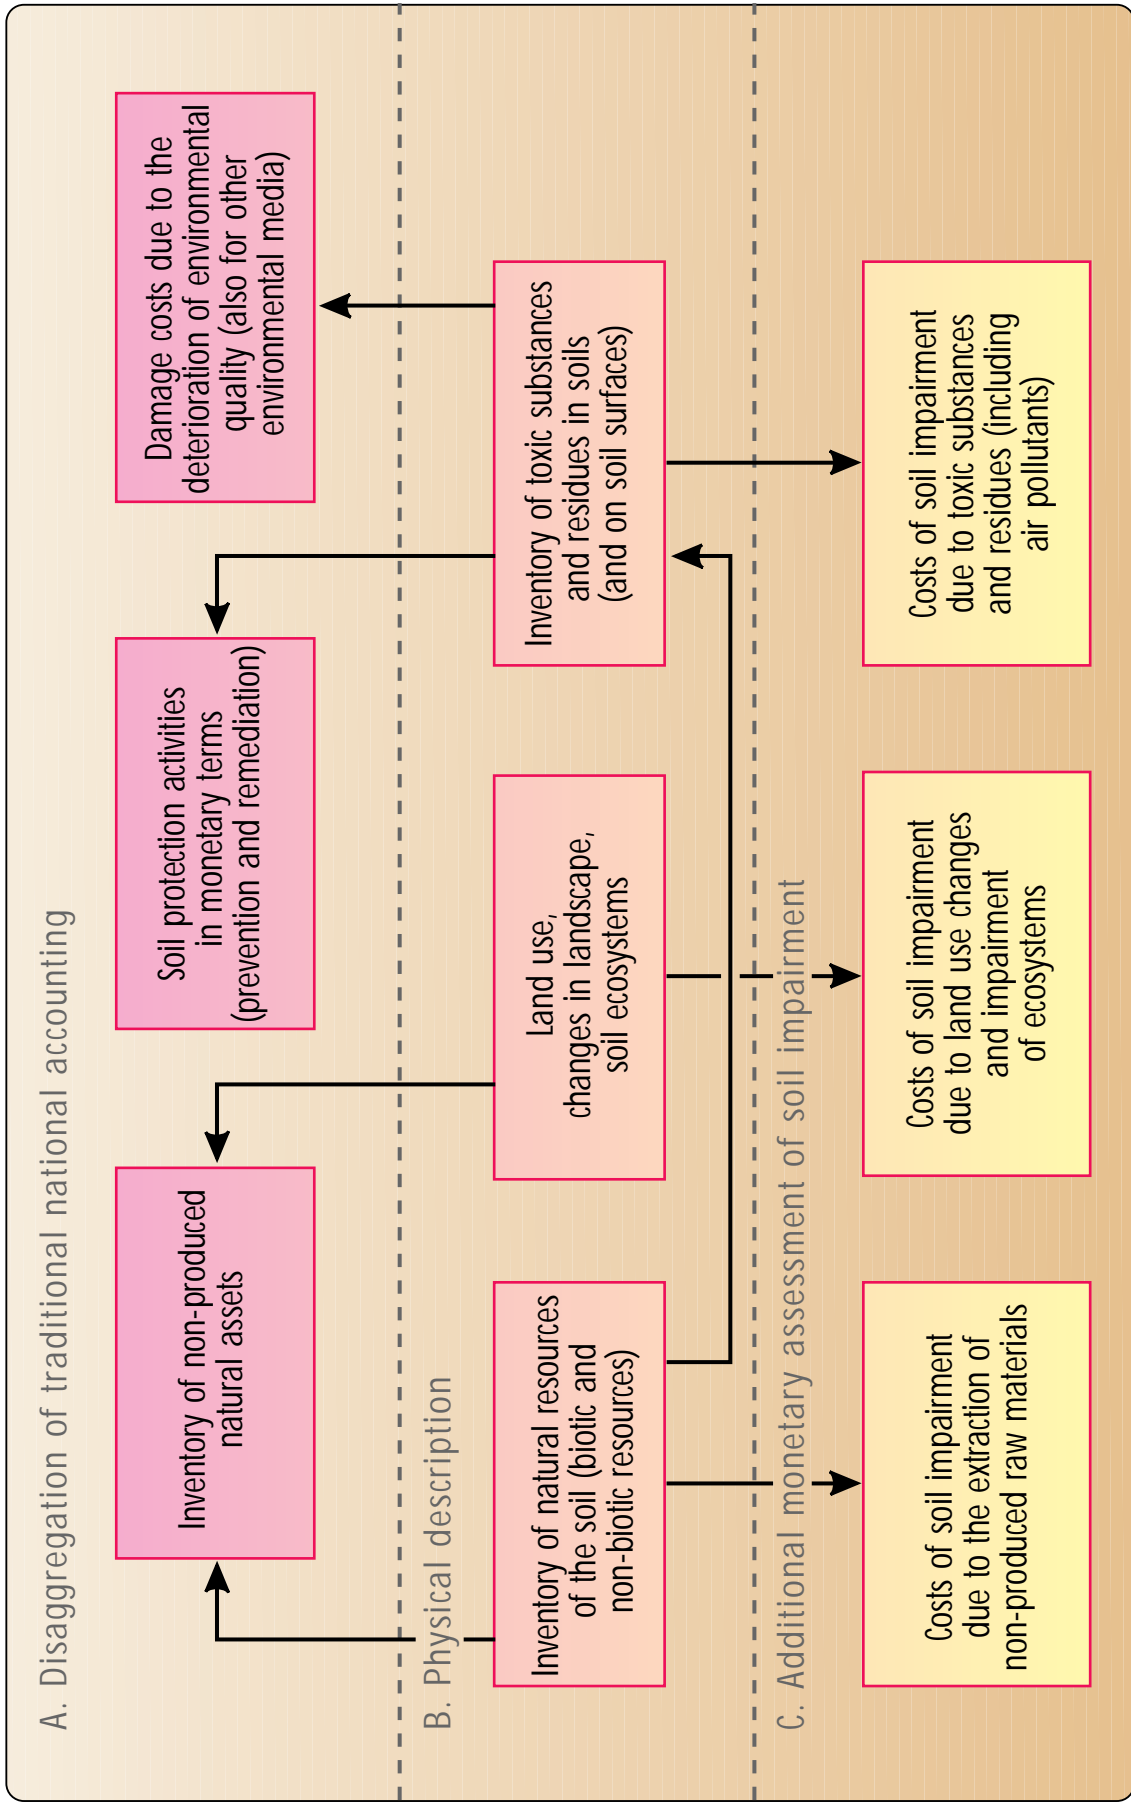 A. Disaggregation of traditional national accounting
Inventory of non-produced
natural assets
Soil protection activities
in monetary terms
(prevention and remediation)
Damage costs due to the
deterioration of environmental
quality (also for other
environmental media)
B. Physical description
Inventory of natural resources
of the soil (biotic and
non-biotic resources)
Land use,
changes in landscape,
soil ecosystems
Inventory of toxic substances
and residues in soils
(and on soil surfaces)
C. Additional monetary assessment of soil impairment
Costs of soil impairment
due to the extraction of
non-produced raw materials
Costs of soil impairment
due to land use changes
and impairment
of ecosystems
Costs of soil impairment
due to toxic substances
and residues (including
air pollutants)